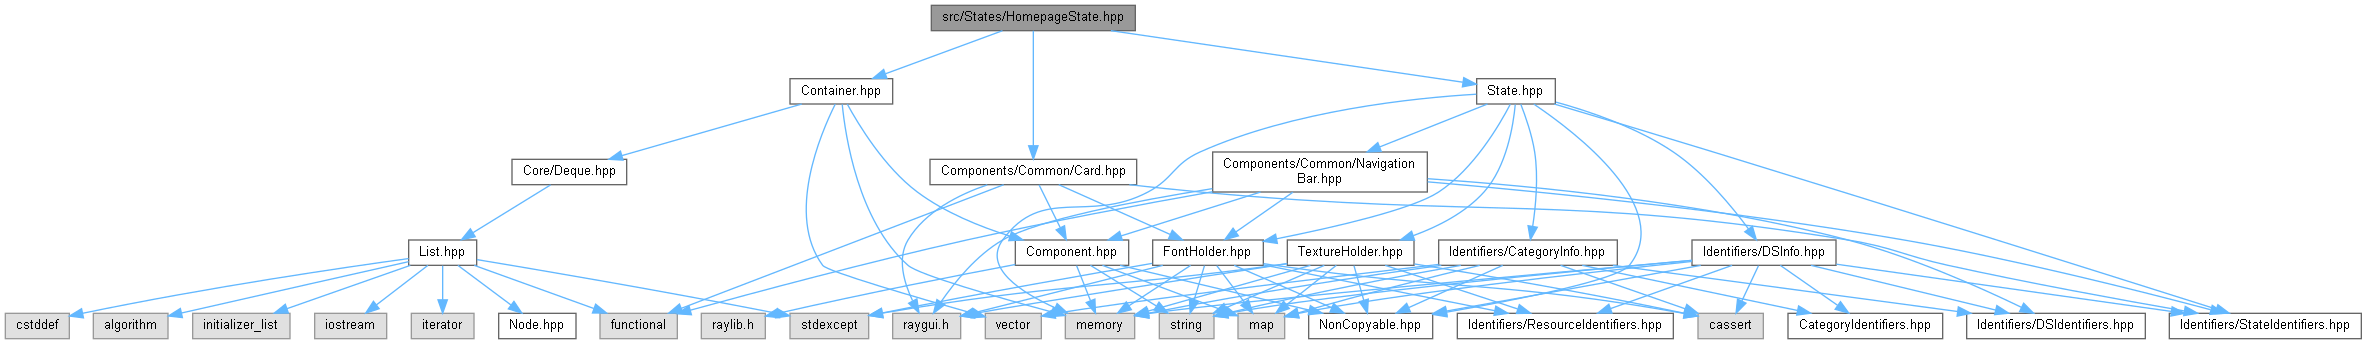 src/States/HomepageState.hpp
Container.hpp
State.hpp
Core/Deque.hpp
Components/Common/Card.hpp
Components/Common/Navigation
Bar.hpp
List.hpp
Component.hpp
FontHolder.hpp
TextureHolder.hpp
Identifiers/CategoryInfo.hpp
Identifiers/DSInfo.hpp
cstddef
algorithm
initializer_list
iostream
iterator
Node.hpp
functional
raylib.h
stdexcept
raygui.h
vector
memory
string
map
NonCopyable.hpp
Identifiers/ResourceIdentifiers.hpp
cassert
CategoryIdentifiers.hpp
Identifiers/DSIdentifiers.hpp
Identifiers/StateIdentifiers.hpp